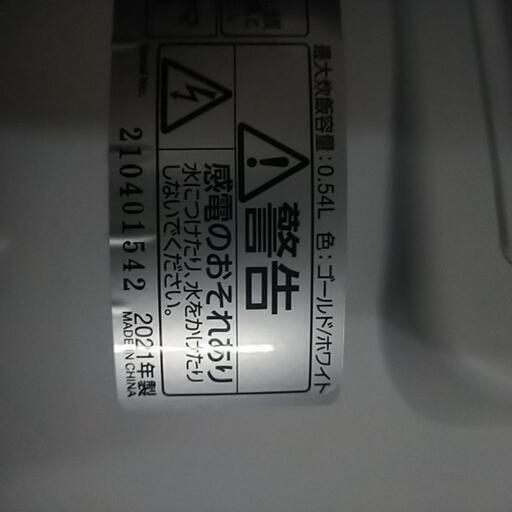 最大炊飯容量:0.54L 色:ゴールド/ホワイト
警告
感電のおそれあり
水につけたり、水をかけたり
しないでください。
Serial No.:
210401542 2021年製
MADE IN CHINA